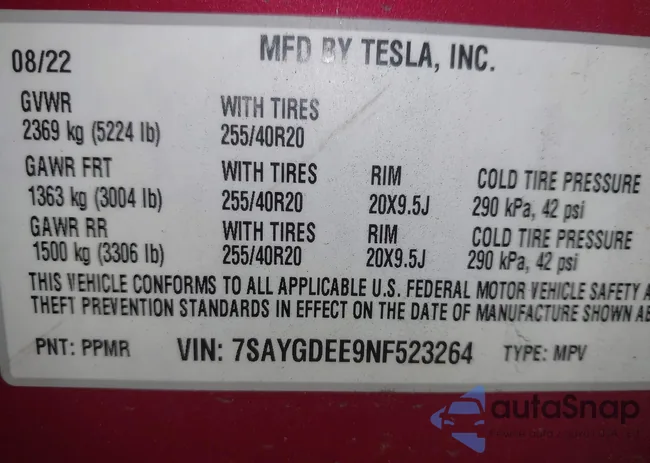 MFD BY TESLA, INC.
08/22
GVWR WITH TIRES
2369 kg (5224 lb) 255/40R20
GAWR FRT WITH TIRES RIM COLD TIRE PRESSURE
1363 kg (3004 lb) 255/40R20 20X9.5J 290 kPa, 42 psi
GAWR RR WITH TIRES RIM COLD TIRE PRESSURE
1500 kg (3306 lb) 255/40R20 20X9.5J 290 kPa, 42 psi
THIS VEHICLE CONFORMS TO ALL APPLICABLE U.S. FEDERAL MOTOR VEHICLE SAFETY A
THEFT PREVENTION STANDARDS IN EFFECT ON THE DATE OF MANUFACTURE SHOWN AB
PNT: PPMR VIN: 7SAYGDEE9NF523264 TYPE: MPV
autoSnap